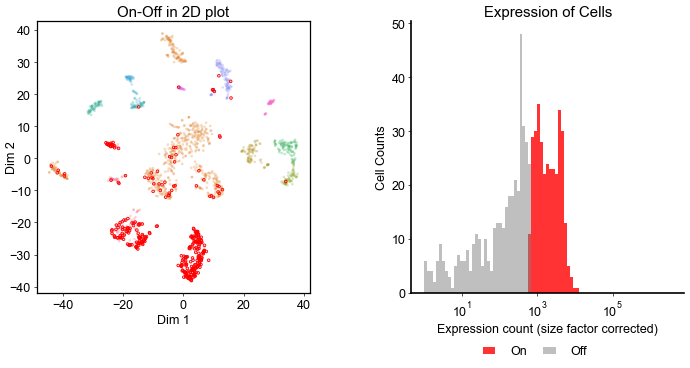 On-Off in 2D plot
40
30
20
10
0
−10
−20
−30
−40
Dim 2
−40 −20 0 20 40
Dim 1
Expression of Cells
50
40
30
20
10
0
Cell Counts
10¹ 10³ 10⁵
Expression count (size factor corrected)
On Off